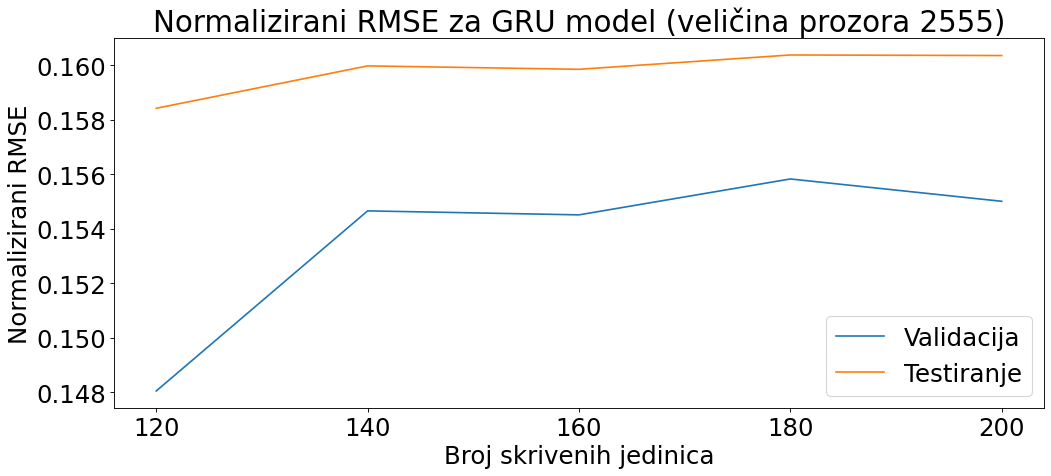 Normalizirani RMSE za GRU model (veličina prozora 2555)
Normalizirani RMSE
0.160
0.158
0.156
0.154
0.152
0.150
0.148
Validacija
Testiranje
120 140 160 180 200
Broj skrivenih jedinica